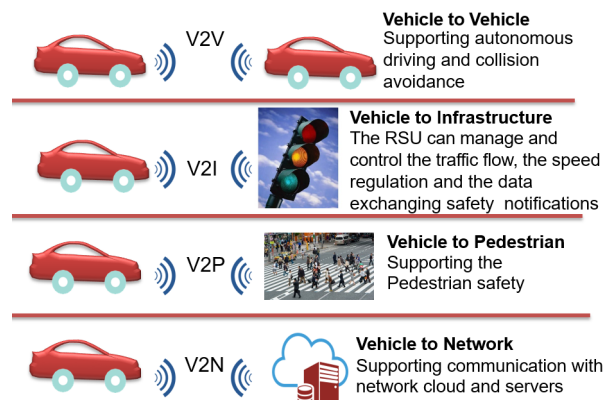 V2V
Vehicle to Vehicle
Supporting autonomous
driving and collision
avoidance
V2I
Vehicle to Infrastructure
The RSU can manage and
control the traffic flow, the speed
regulation and the data
exchanging safety notifications
V2P
Vehicle to Pedestrian
Supporting the
Pedestrian safety
V2N
Vehicle to Network
Supporting communication with
network cloud and servers